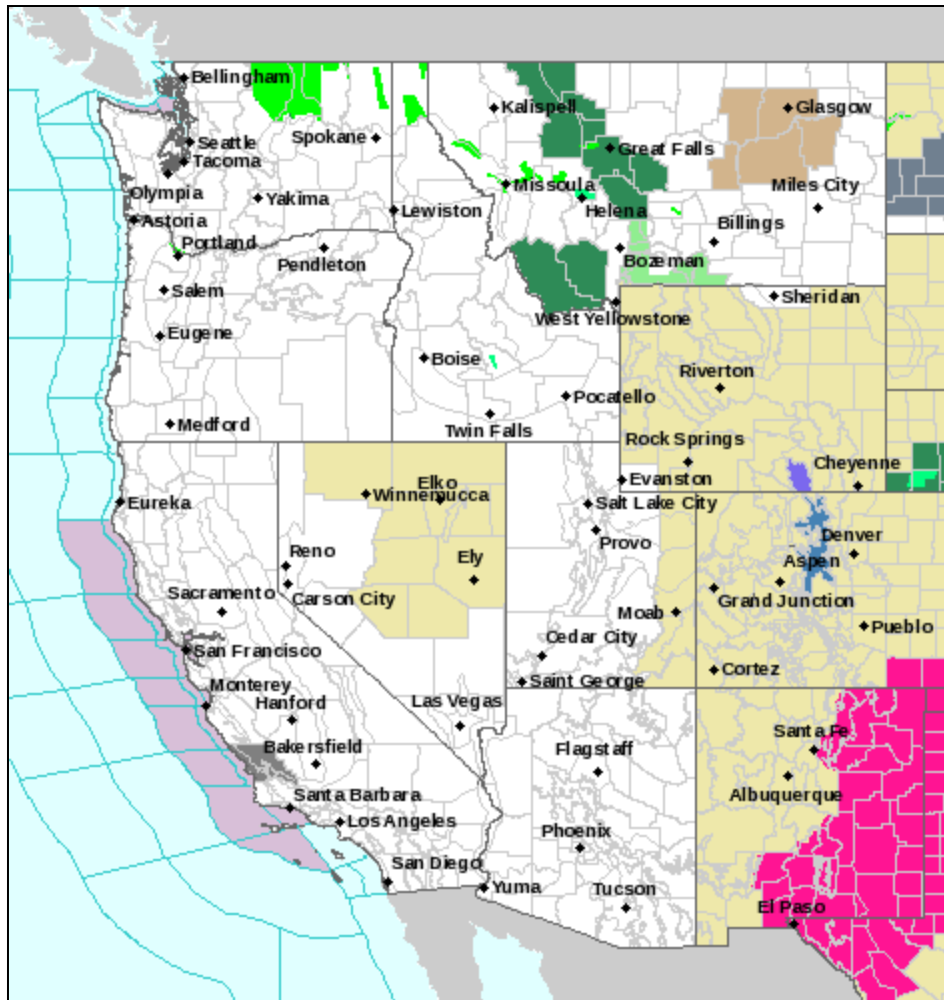 Bellingham
Kalispell
Glasgow
Seattle
Spokane
Great Falls
Tacoma
Missoula
Miles City
Olympia
Yakima
Helena
Astoria
Lewiston
Billings
Portland
Pendleton
Bozeman
Salem
Sheridan
West Yellowstone
Eugene
Boise
Riverton
Pocatello
Medford
Twin Falls
Rock Springs
Cheyenne
Elko
Evanston
Winnemucca
Eureka
Salt Lake City
Denver
Provo
Reno
Ely
Aspen
Sacramento
Carson City
Grand Junction
Moab
Pueblo
Cedar City
San Francisco
Cortez
Saint George
Monterey
Hanford
Las Vegas
Santa Fe
Bakersfield
Flagstaff
Albuquerque
Santa Barbara
Los Angeles
Phoenix
San Diego
Yuma
Tucson
El Paso